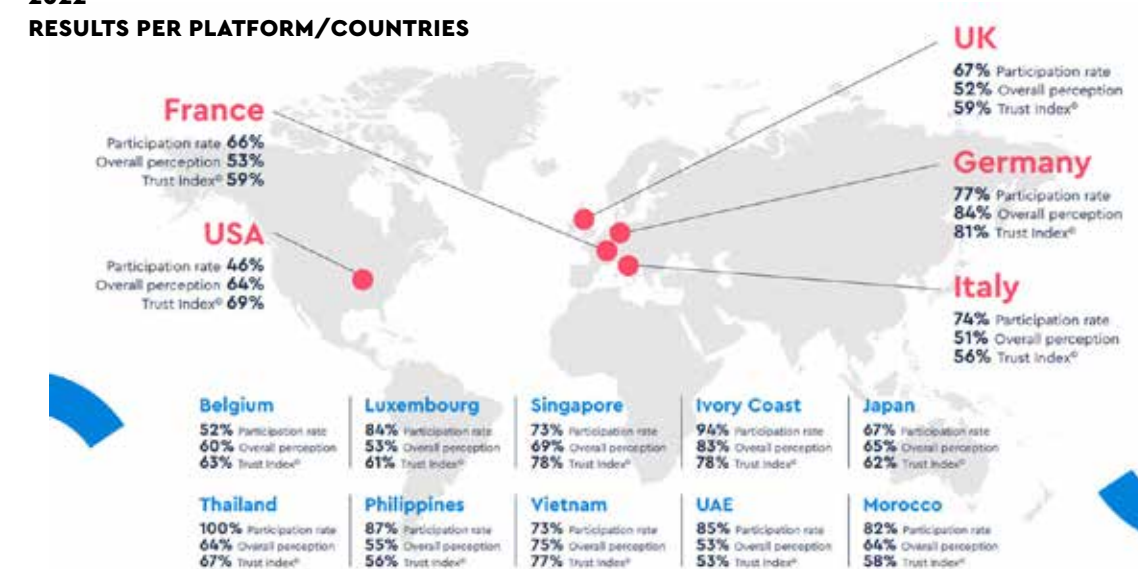 2022
RESULTS PER PLATFORM/COUNTRIES
France
Participation rate 66%
Overall perception 53%
Trust Index© 59%
USA
Participation rate 46%
Overall perception 64%
Trust Index© 69%
UK
67% Participation rate
52% Overall perception
59% Trust Index©
Germany
77% Participation rate
84% Overall perception
81% Trust Index©
Italy
74% Participation rate
51% Overall perception
56% Trust Index©
Belgium
52% Participation rate
60% Overall perception
63% Trust Index©
Luxembourg
84% Participation rate
53% Overall perception
61% Trust Index©
Singapore
73% Participation rate
69% Overall perception
78% Trust Index©
Ivory Coast
94% Participation rate
83% Overall perception
78% Trust Index©
Japan
67% Participation rate
65% Overall perception
62% Trust Index©
Thailand
100% Participation rate
64% Overall perception
67% Trust Index©
Philippines
87% Participation rate
55% Overall perception
56% Trust Index©
Vietnam
73% Participation rate
75% Overall perception
77% Trust Index©
UAE
85% Participation rate
53% Overall perception
53% Trust Index©
Morocco
82% Participation rate
64% Overall perception
58% Trust Index©